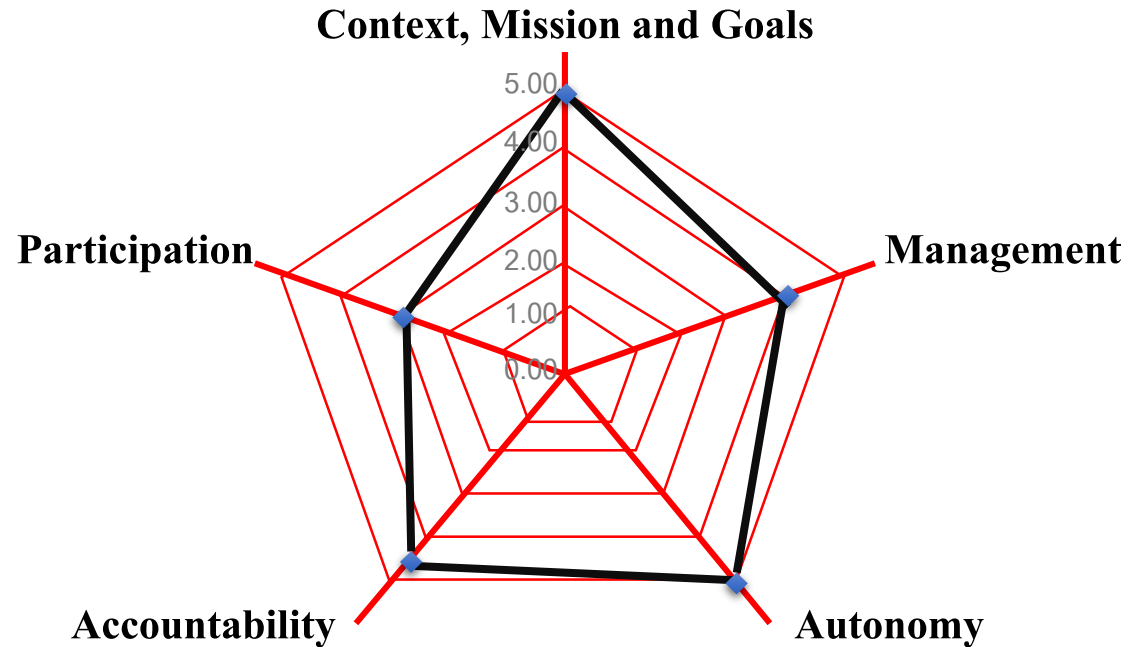 Context, Mission and Goals
5.00
4.00
3.00
Participation
Management
2.00
1.00
0.00
Accountability
Autonomy